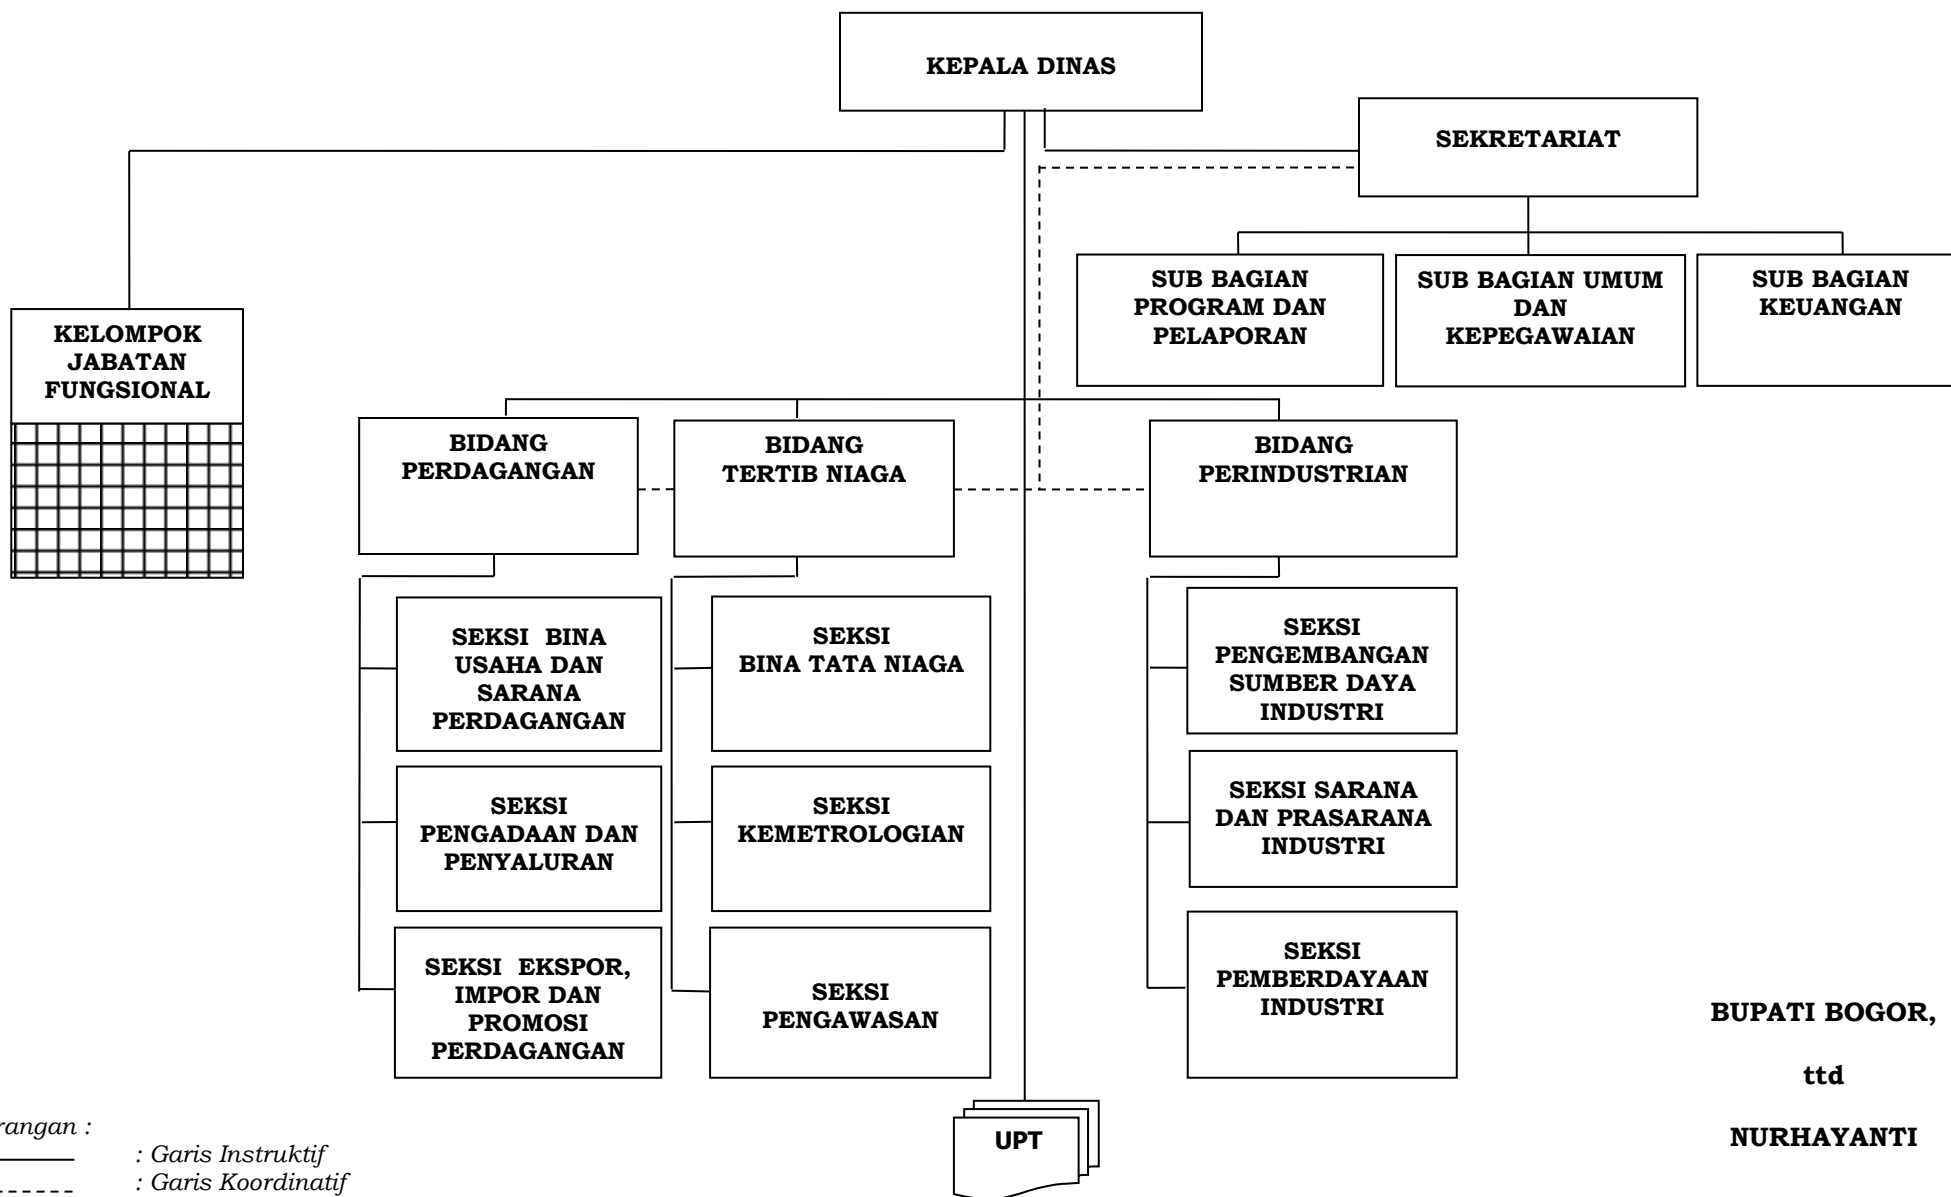 KEPALA DINAS
SEKRETARIAT
SUB BAGIAN
PROGRAM DAN
PELAPORAN
SUB BAGIAN UMUM
DAN
KEPEGAWAIAN
SUB BAGIAN
KEUANGAN
KELOMPOK
JABATAN
FUNGSIONAL
BIDANG
PERDAGANGAN
BIDANG
TERTIB NIAGA
BIDANG
PERINDUSTRIAN
SEKSI BINA
USAHA DAN
SARANA
PERDAGANGAN
SEKSI
PENGADAAN DAN
PENYALURAN
SEKSI EKSPOR,
IMPOR DAN
PROMOSI
PERDAGANGAN
SEKSI
BINA TATA NIAGA
SEKSI
KEMETROLOGIAN
SEKSI
PENGAWASAN
SEKSI
PENGEMBANGAN
SUMBER DAYA
INDUSTRI
SEKSI SARANA
DAN PRASARANA
INDUSTRI
SEKSI
PEMBERDAYAAN
INDUSTRI
UPT
BUPATI BOGOR,
ttd
NURHAYANTI
rangan :
: Garis Instruktif
: Garis Koordinatif